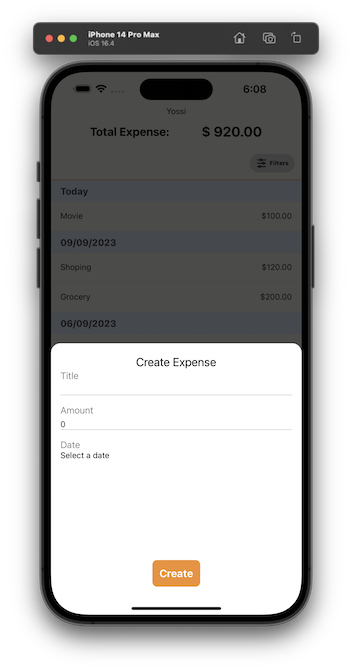 iPhone 14 Pro Max
iOS 16.4
6:08
Yossi
Total Expense: $ 920.00
Filters
Today
Movie $100.00
09/09/2023
Shoping $120.00
Grocery $200.00
06/09/2023
Create Expense
Title
Amount
0
Date
Select a date
Create